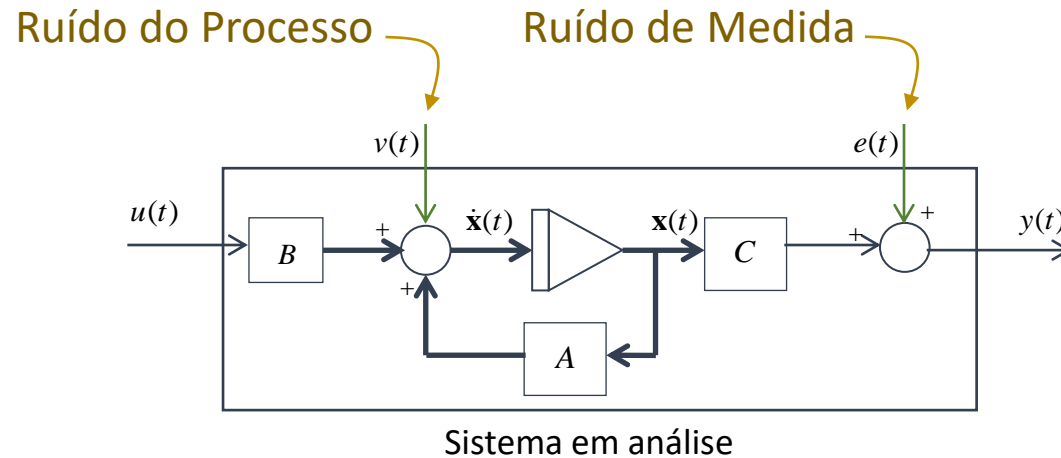 Ruído do Processo
Ruído de Medida
v(t)
e(t)
u(t)
B
+
+
ẋ(t)
x(t)
C
+
+
y(t)
A
Sistema em análise